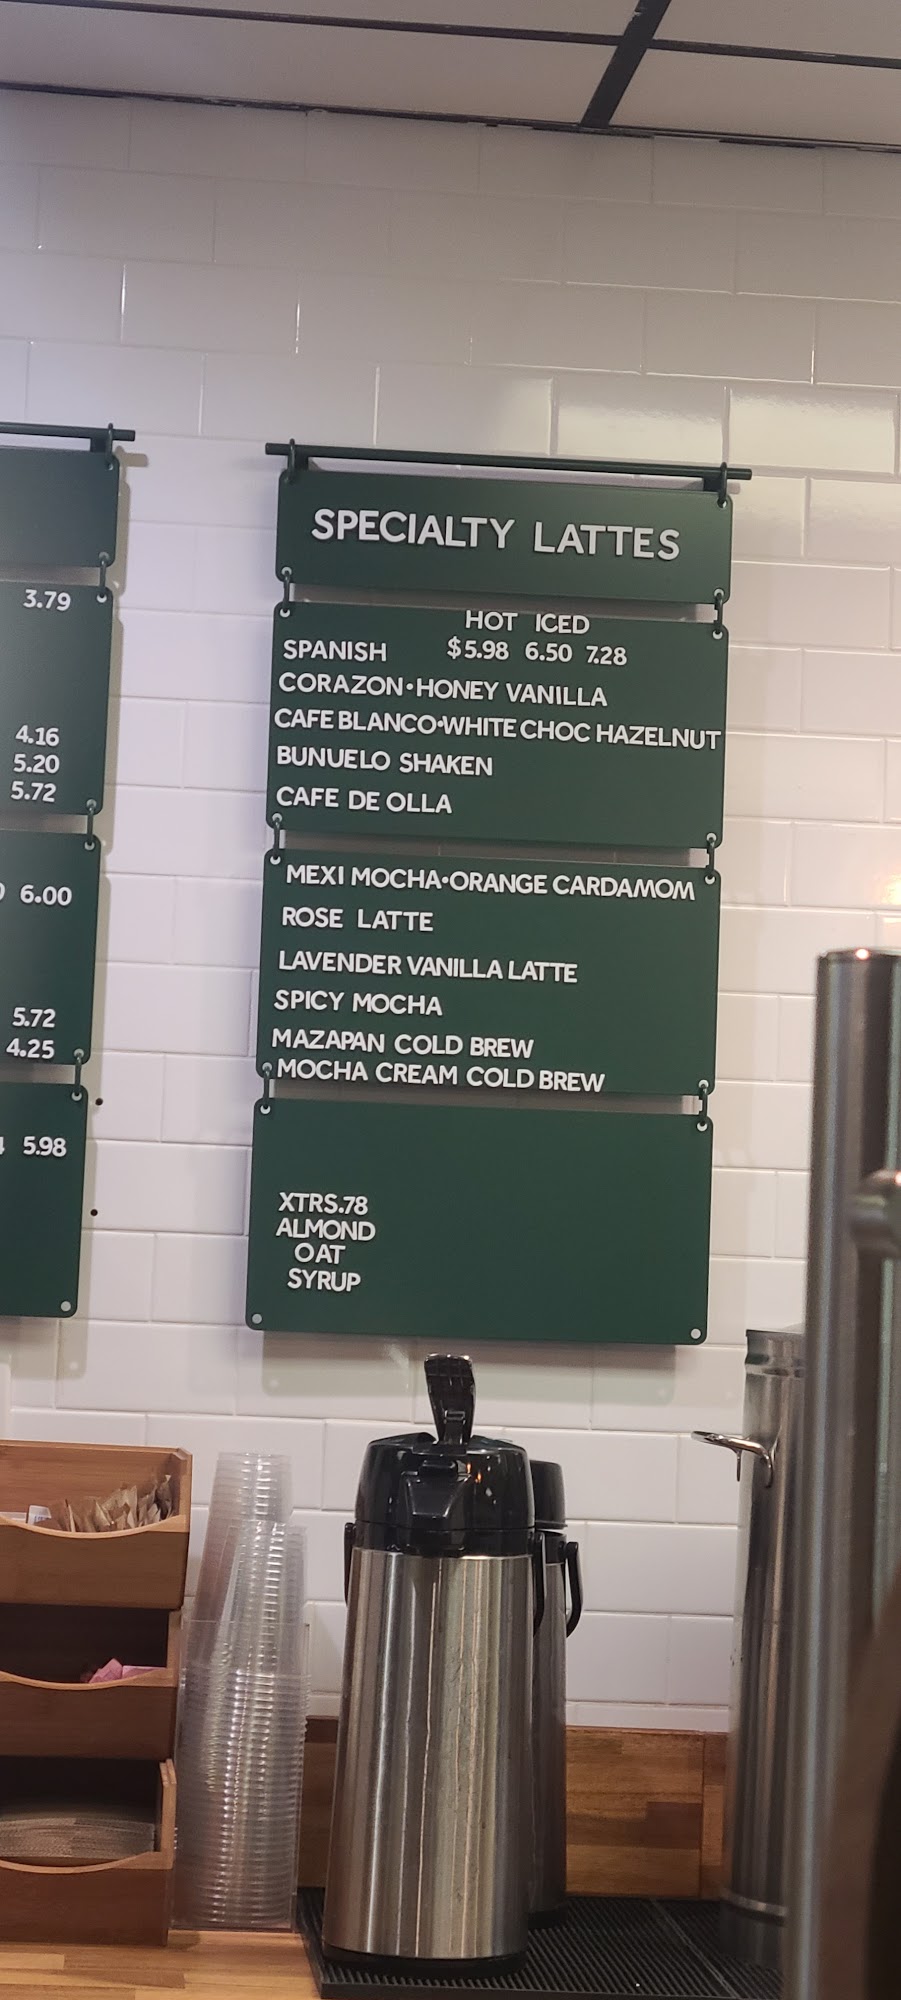 3.79
4.16
5.20
5.72
6.00
5.72
4.25
5.98
SPECIALTY LATTES
HOT ICED
SPANISH $5.98 6.50 7.28
CORAZON•HONEY VANILLA
CAFE BLANCO•WHITE CHOC HAZELNUT
BUNUELO SHAKEN
CAFE DE OLLA
MEXI MOCHA•ORANGE CARDAMOM
ROSE LATTE
LAVENDER VANILLA LATTE
SPICY MOCHA
MAZAPAN COLD BREW
MOCHA CREAM COLD BREW
XTRS.78
ALMOND
OAT
SYRUP